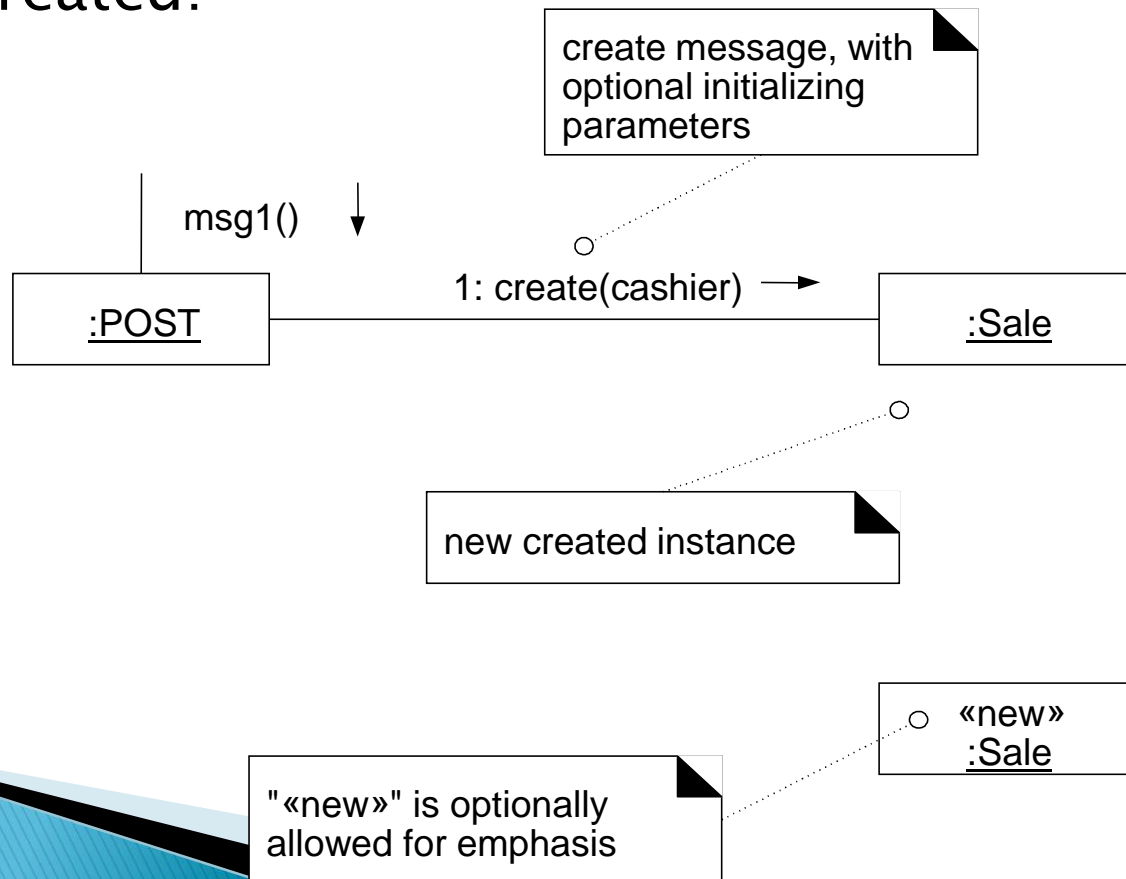 reated.
create message, with
optional initializing
parameters
msg1()
1: create(cashier)
:POST
:Sale
new created instance
«new»
:Sale
"«new»" is optionally
allowed for emphasis